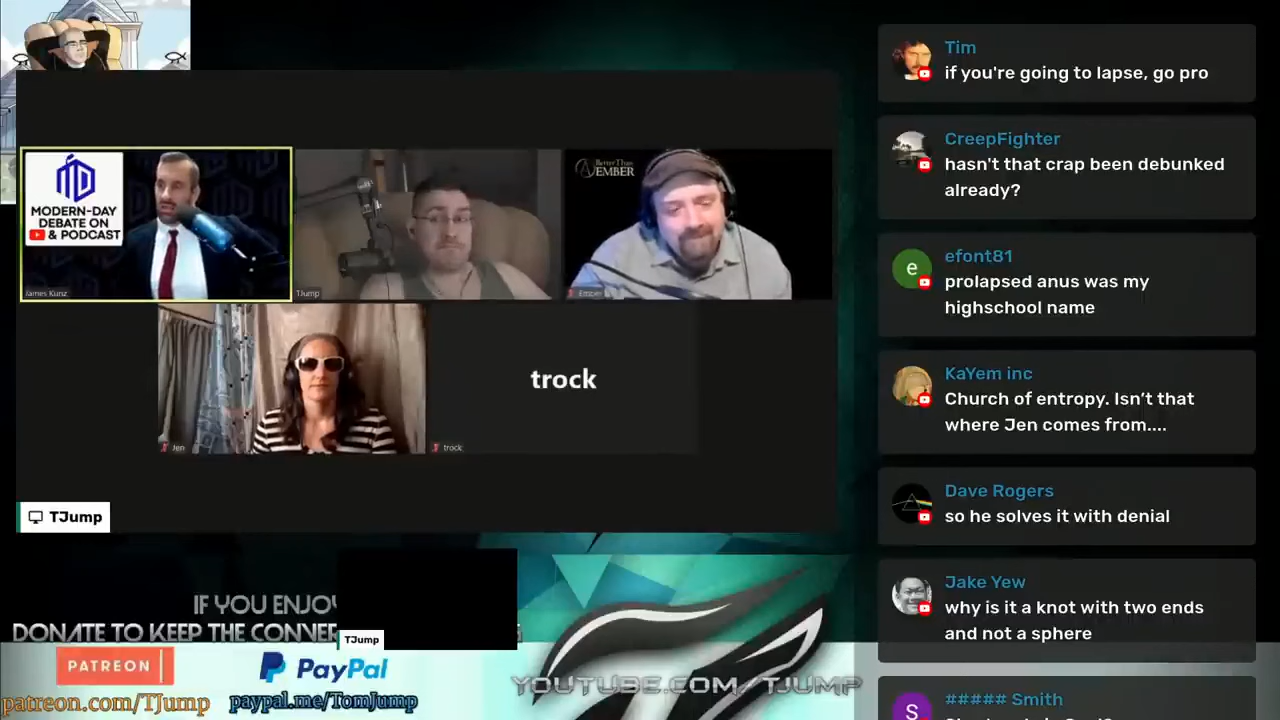 MODERN-DAY
DEBATE ON
& PODCAST
James Kunz
TJump
BETTER THAN
EMBER
Ember
Jen
trock
trock
TJump
IF YOU ENJOY
DONATE TO KEEP THE CONVER
TJump
PATREON
PayPal
patreon.com/TJump
paypal.me/TomJump
YOUTUBE.COM/TJUMP
Tim
if you're going to lapse, go pro
CreepFighter
hasn't that crap been debunked
already?
e
efont81
prolapsed anus was my
highschool name
KaYem inc
Church of entropy. Isn't that
where Jen comes from....
Dave Rogers
so he solves it with denial
Jake Yew
why is it a knot with two ends
and not a sphere
S
##### Smith